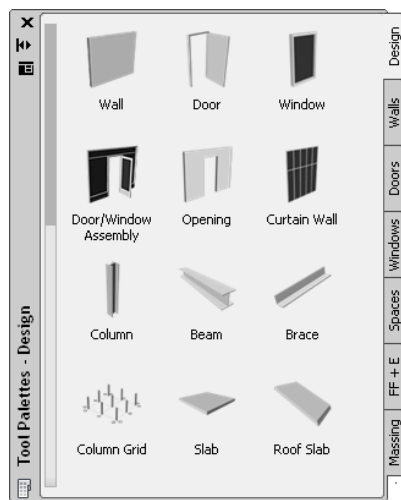 Wall
Door
Window
Door/Window
Assembly
Opening
Curtain Wall
Column
Beam
Brace
Column Grid
Slab
Roof Slab
Tool Palettes - Design
Design
Walls
Doors
Windows
Spaces
FF + E
Massing